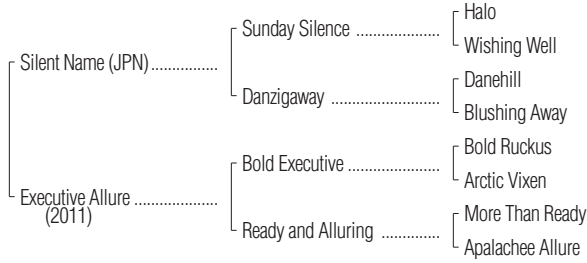 Halo
Sunday Silence ..................
Wishing Well
Silent Name (JPN)................
Danehill
Danzigaway .......................
Blushing Away
Bold Ruckus
Bold Executive ...................
Arctic Vixen
Executive Allure ..................
(2011)
More Than Ready
Ready and Alluring .............
Apalachee Allure